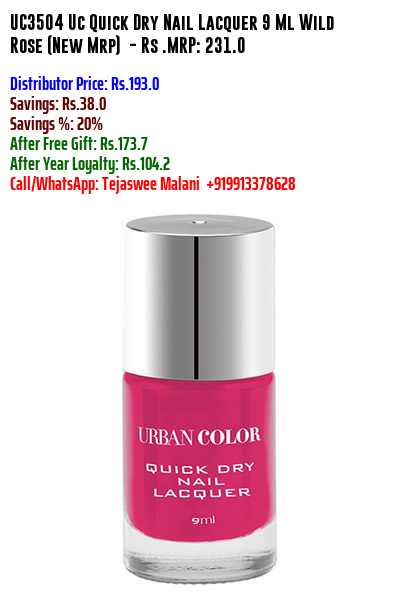 UC3504 Uc Quick Dry Nail Lacquer 9 Ml Wild
Rose (New Mrp) - Rs .MRP: 231.0
Distributor Price: Rs.193.0
Savings: Rs.38.0
Savings %: 20%
After Free Gift: Rs.173.7
After Year Loyalty: Rs.104.2
Call/WhatsApp: Tejaswee Malani +919913378628
URBAN COLOR
QUICK DRY
NAIL
LACQUER
9ml